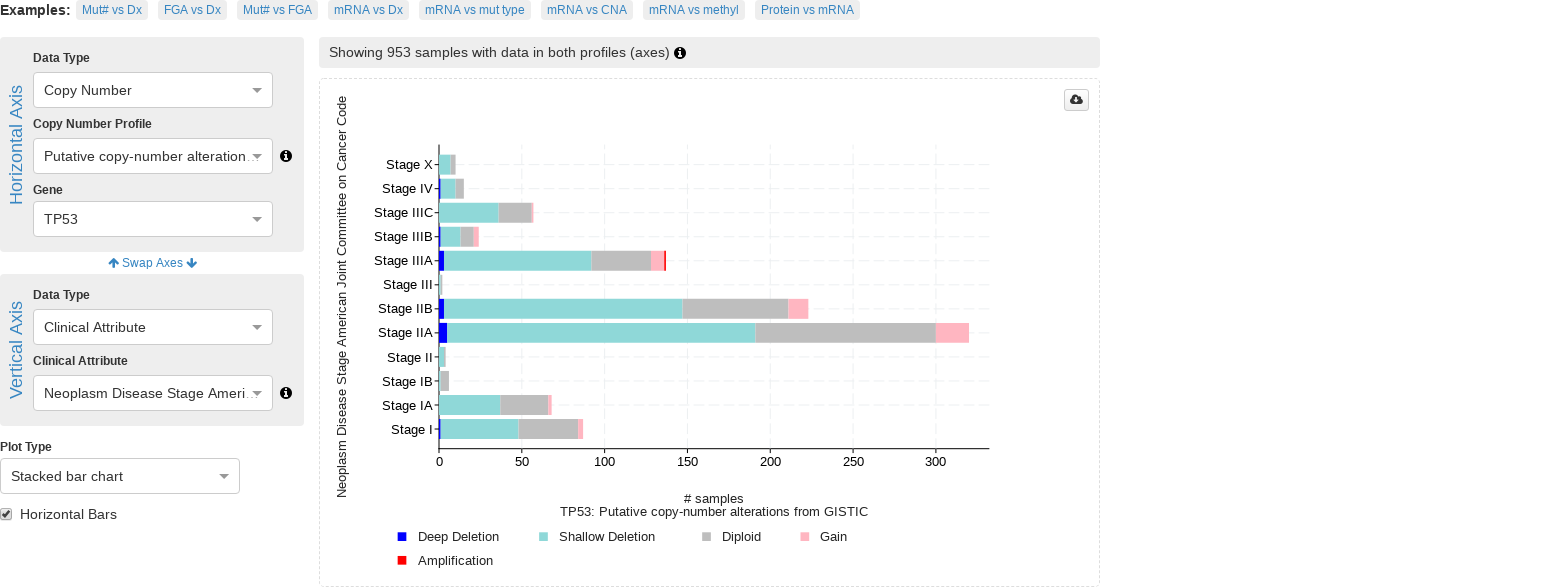 Examples: Mut# vs Dx FGA vs Dx Mut# vs FGA mRNA vs Dx mRNA vs mut type mRNA vs CNA mRNA vs methyl Protein vs mRNA
Horizontal Axis
Data Type
Copy Number
Copy Number Profile
Putative copy-number alteration...
Gene
TP53
Swap Axes
Vertical Axis
Data Type
Clinical Attribute
Clinical Attribute
Neoplasm Disease Stage Ameri...
Plot Type
Stacked bar chart
Horizontal Bars
Showing 953 samples with data in both profiles (axes)
Neoplasm Disease Stage American Joint Committee on Cancer Code
Stage X
Stage IV
Stage IIIC
Stage IIIB
Stage IIIA
Stage III
Stage IIB
Stage IIA
Stage II
Stage IB
Stage IA
Stage I
0 50 100 150 200 250 300
# samples
TP53: Putative copy-number alterations from GISTIC
Deep Deletion Shallow Deletion Diploid Gain
Amplification